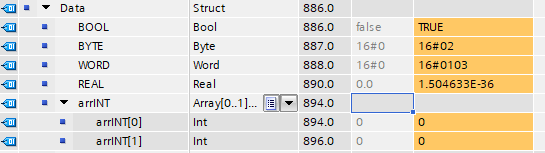 Data Struct 886.0
BOOL Bool 886.0 false TRUE
BYTE Byte 887.0 16#0 16#02
WORD Word 888.0 16#0 16#0103
REAL Real 890.0 0.0 1.504633E-36
arrINT Array[0..1]... 894.0
arrINT[0] Int 894.0 0 0
arrINT[1] Int 896.0 0 0